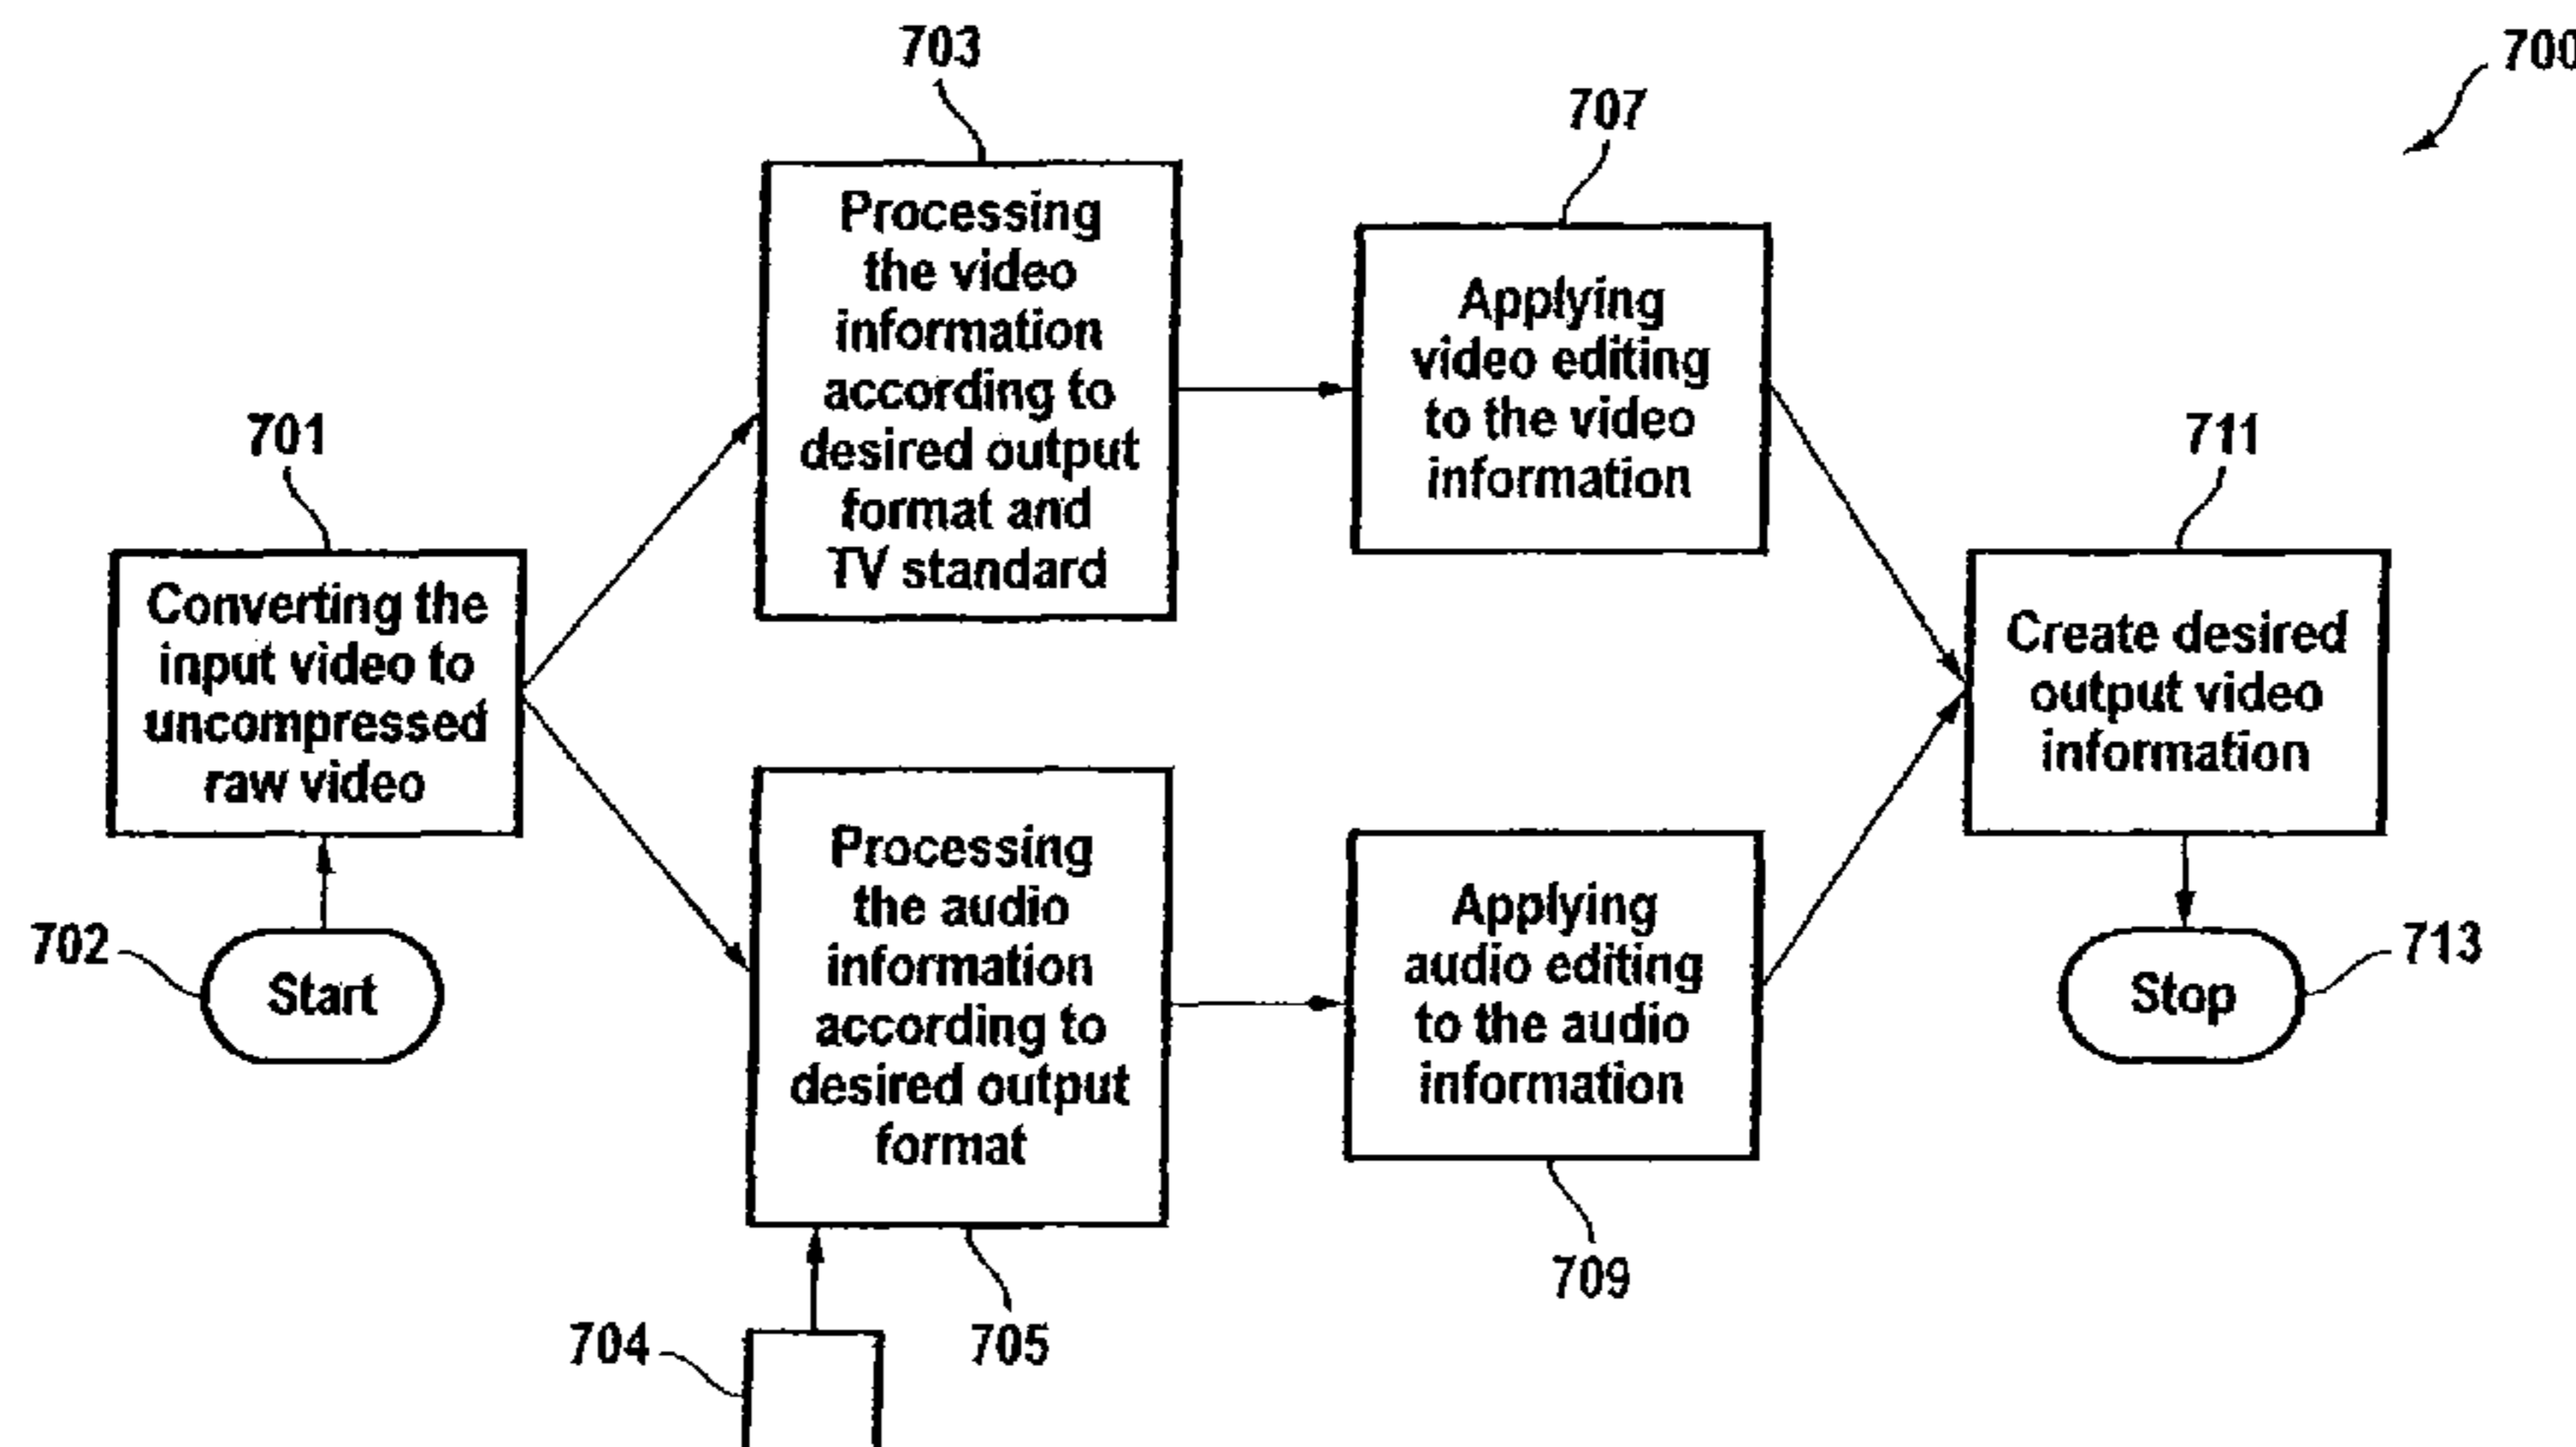 700
703
Processing
the video
information
according to
desired output
format and
TV standard
707
Applying
video editing
to the video
information
701
Converting the
input video to
uncompressed
raw video
702
Start
Processing
the audio
information
according to
desired output
format
705
704
Applying
audio editing
to the audio
information
709
711
Create desired
output video
information
Stop
713